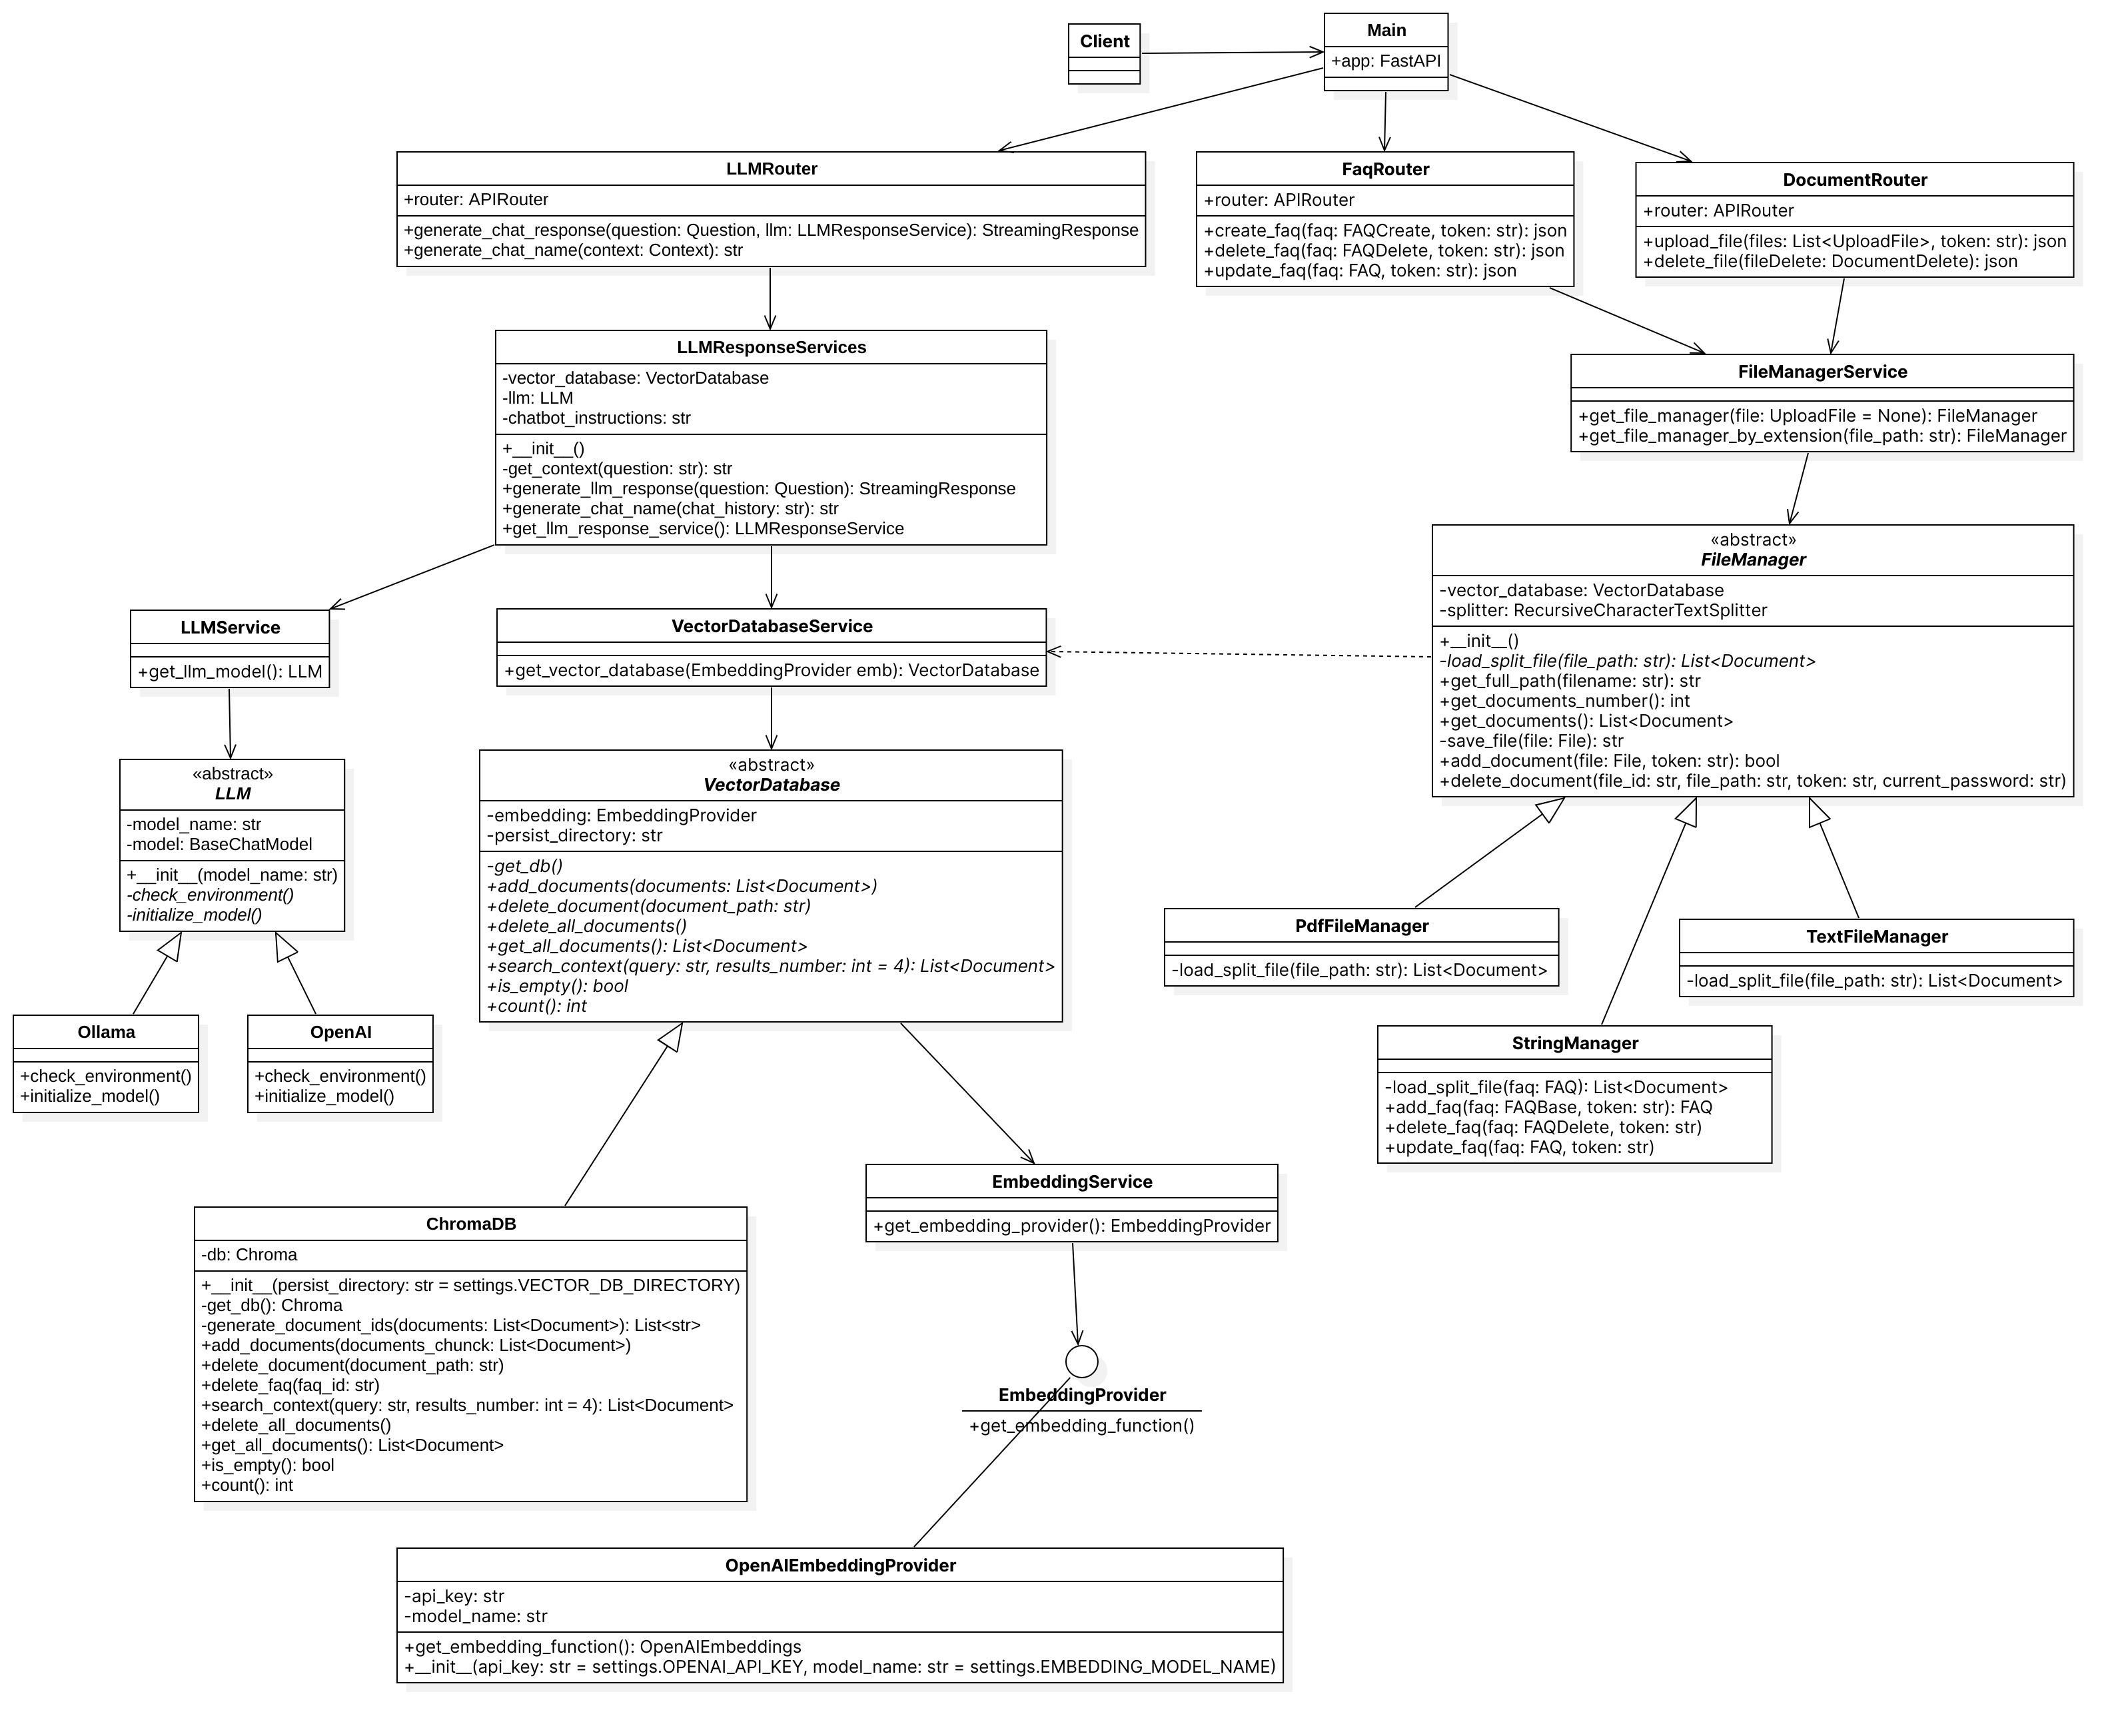 Client
Main
+app: FastAPI
LLMRouter
+router: APIRouter
+generate_chat_response(question: Question, llm: LLMResponseService): StreamingResponse
+generate_chat_name(context: Context): str
FaqRouter
+router: APIRouter
+create_faq(faq: FAQCreate, token: str): json
+delete_faq(faq: FAQDelete, token: str): json
+update_faq(faq: FAQ, token: str): json
DocumentRouter
+router: APIRouter
+upload_file(files: List<UploadFile>, token: str): json
+delete_file(fileDelete: DocumentDelete): json
LLMResponseServices
-vector_database: VectorDatabase
-llm: LLM
-chatbot_instructions: str
+__init__()
-get_context(question: str): str
+generate_llm_response(question: Question): StreamingResponse
+generate_chat_name(chat_history: str): str
+get_llm_response_service(): LLMResponseService
FileManagerService
+get_file_manager(file: UploadFile = None): FileManager
+get_file_manager_by_extension(file_path: str): FileManager
«abstract»
FileManager
-vector_database: VectorDatabase
-splitter: RecursiveCharacterTextSplitter
+__init__()
-load_split_file(file_path: str): List<Document>
+get_full_path(filename: str): str
+get_documents_number(): int
+get_documents(): List<Document>
-save_file(file: File): str
+add_document(file: File, token: str): bool
+delete_document(file_id: str, file_path: str, token: str, current_password: str)
LLMService
+get_llm_model(): LLM
VectorDatabaseService
+get_vector_database(EmbeddingProvider emb): VectorDatabase
«abstract»
LLM
-model_name: str
-model: BaseChatModel
+__init__(model_name: str)
-check_environment()
-initialize_model()
«abstract»
VectorDatabase
-embedding: EmbeddingProvider
-persist_directory: str
-get_db()
+add_documents(documents: List<Document>)
+delete_document(document_path: str)
+delete_all_documents()
+get_all_documents(): List<Document>
+search_context(query: str, results_number: int = 4): List<Document>
+is_empty(): bool
+count(): int
PdfFileManager
-load_split_file(file_path: str): List<Document>
TextFileManager
-load_split_file(file_path: str): List<Document>
Ollama
+check_environment()
+initialize_model()
OpenAI
+check_environment()
+initialize_model()
StringManager
-load_split_file(faq: FAQ): List<Document>
+add_faq(faq: FAQBase, token: str): FAQ
+delete_faq(faq: FAQDelete, token: str)
+update_faq(faq: FAQ, token: str)
EmbeddingService
+get_embedding_provider(): EmbeddingProvider
ChromaDB
-db: Chroma
+__init__(persist_directory: str = settings.VECTOR_DB_DIRECTORY)
-get_db(): Chroma
-generate_document_ids(documents: List<Document>): List<str>
+add_documents(documents_chunck: List<Document>)
+delete_document(document_path: str)
+delete_faq(faq_id: str)
+search_context(query: str, results_number: int = 4): List<Document>
+delete_all_documents()
+get_all_documents(): List<Document>
+is_empty(): bool
+count(): int
EmbeddingProvider
+get_embedding_function()
OpenAIEmbeddingProvider
-api_key: str
-model_name: str
+get_embedding_function(): OpenAIEmbeddings
+__init__(api_key: str = settings.OPENAI_API_KEY, model_name: str = settings.EMBEDDING_MODEL_NAME)